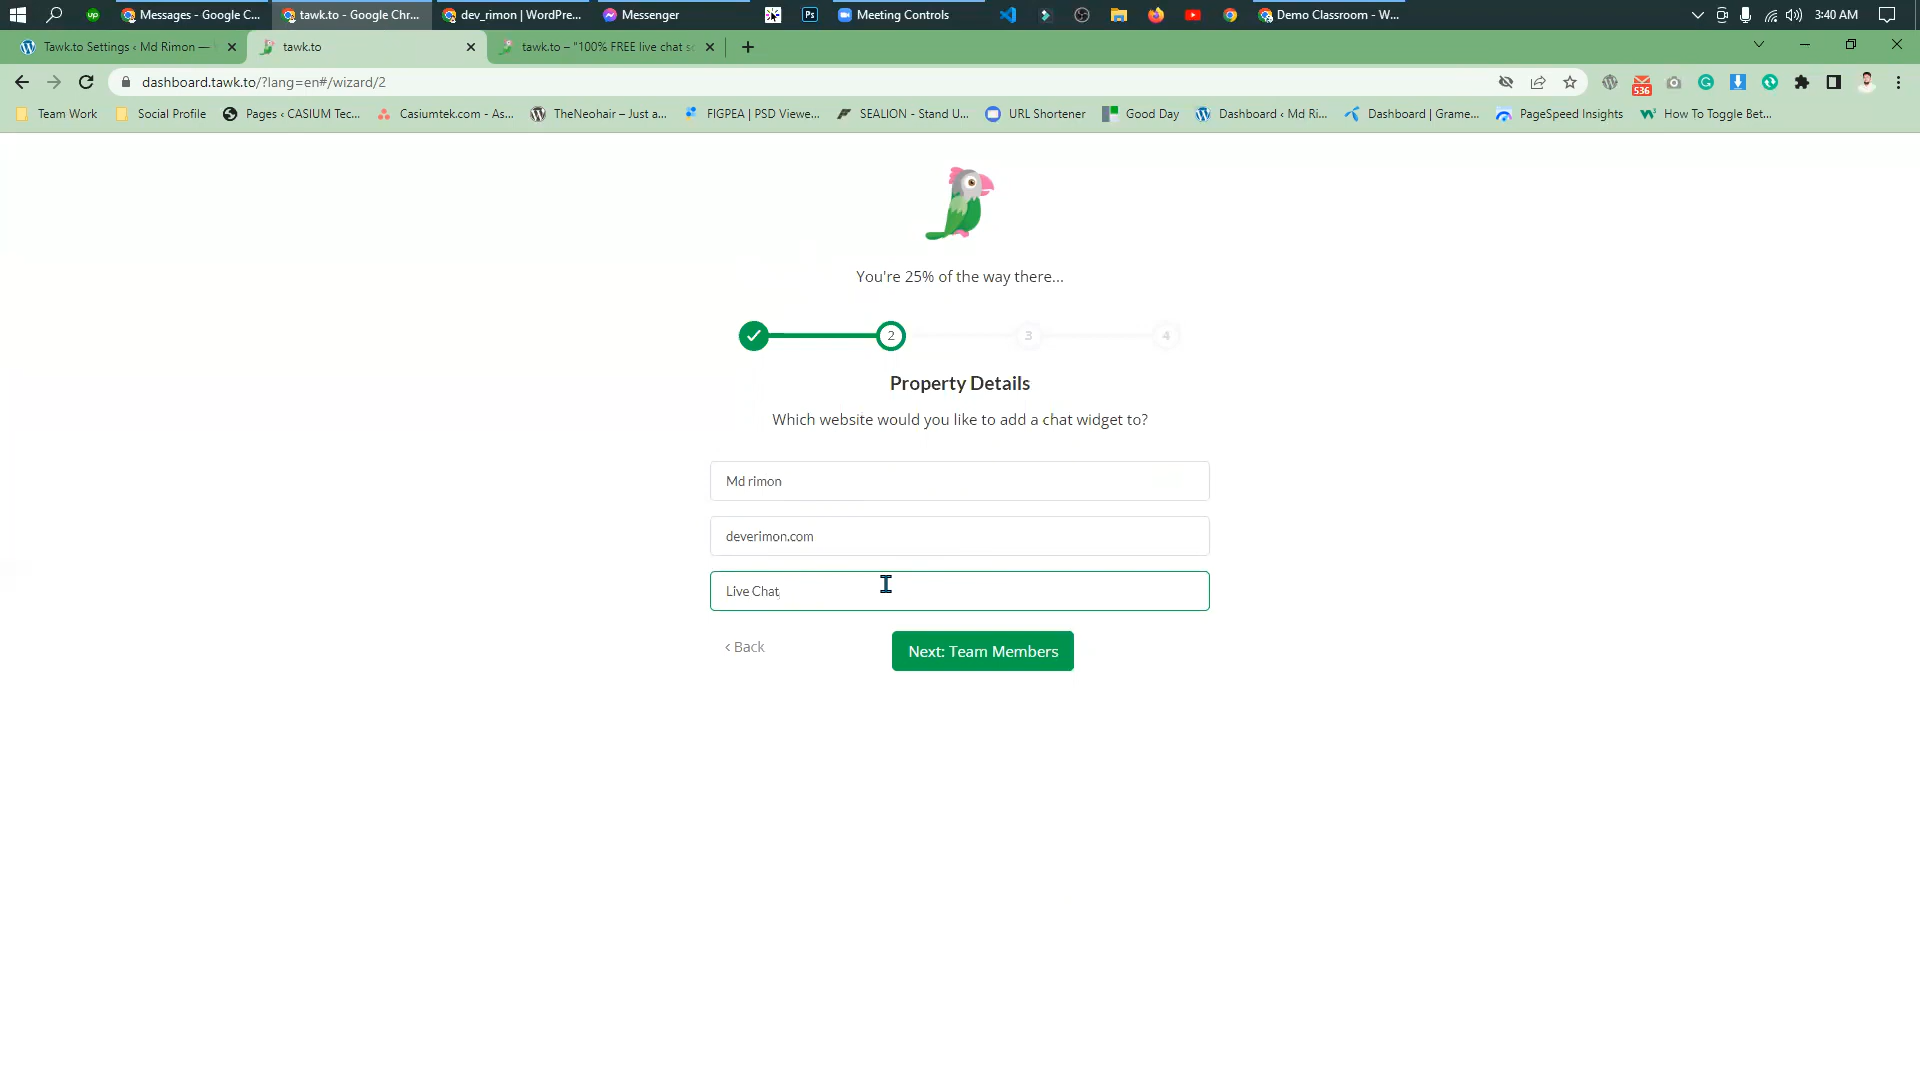 Messages - Google C...
tawk.to - Google Chr...
dev_rimon | WordPre...
Messenger
Meeting Controls
Demo Classroom - W...
3:40 AM
Tawk.to Settings ‹ Md Rimon —
tawk.to
tawk.to – "100% FREE live chat s
dashboard.tawk.to/?lang=en#/wizard/2
536
Team Work
Social Profile
Pages ‹ CASIUM Tec...
Casiumtek.com - As...
TheNeohair – Just a...
FIGPEA | PSD Viewe...
SEALION - Stand U...
URL Shortener
Good Day
Dashboard ‹ Md Ri...
Dashboard | Grame...
PageSpeed Insights
How To Toggle Bet...
You're 25% of the way there...
2
3
4
Property Details
Which website would you like to add a chat widget to?
Md rimon
deverimon.com
Live Chat
‹ Back
Next: Team Members